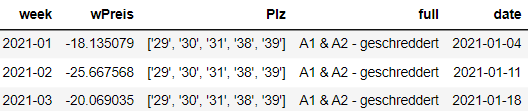 week wPreis Plz full date
2021-01 -18.135079 ['29', '30', '31', '38', '39'] A1 & A2 - geschreddert 2021-01-04
2021-02 -25.667568 ['29', '30', '31', '38', '39'] A1 & A2 - geschreddert 2021-01-11
2021-03 -20.069035 ['29', '30', '31', '38', '39'] A1 & A2 - geschreddert 2021-01-18